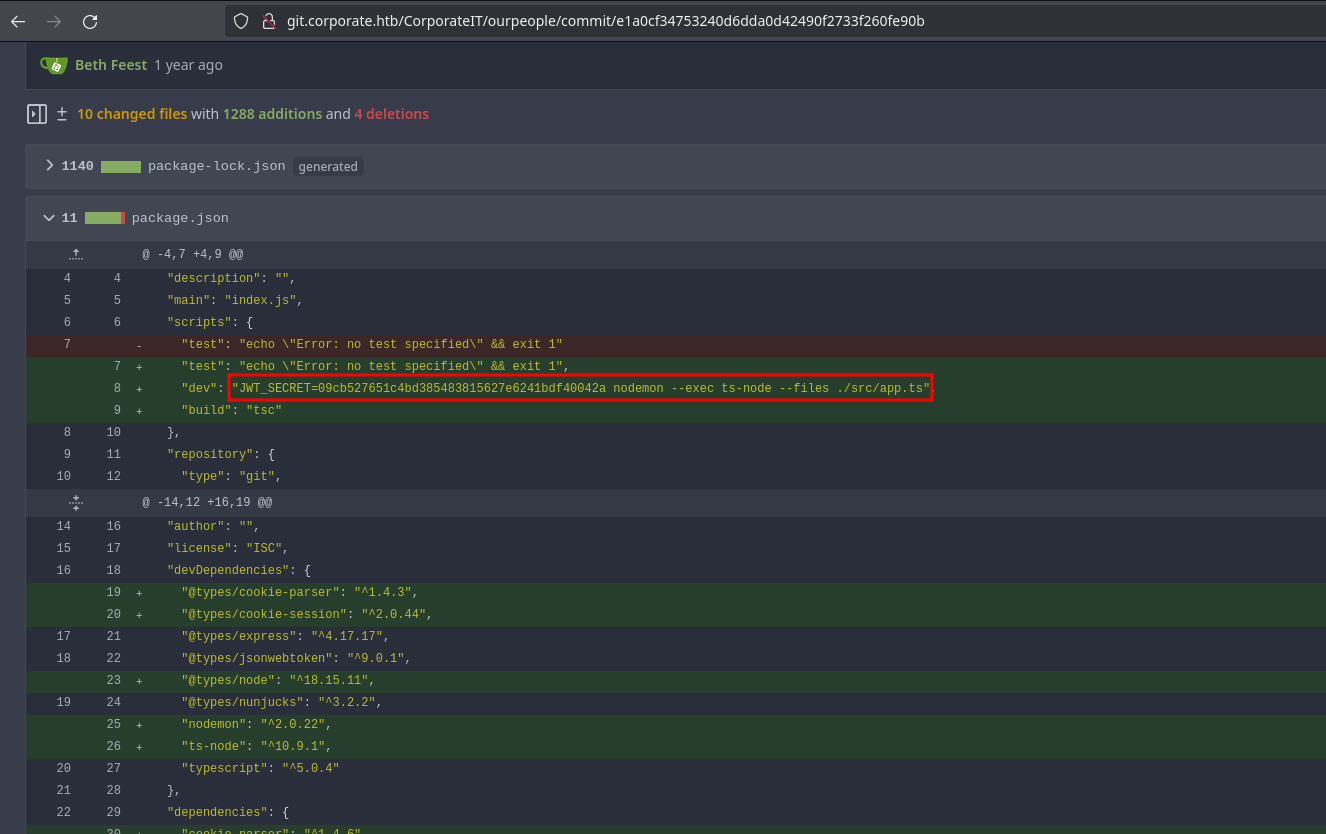 git.corporate.htb/CorporateIT/ourpeople/commit/e1a0cf34753240d6dda0d42490f2733f260fe90b
Beth Feest 1 year ago
10 changed files with 1288 additions and 4 deletions
1140 package-lock.json generated
11 package.json
@ -4,7 +4,9 @@
4 4 "description": "",
5 5 "main": "index.js",
6 6 "scripts": {
7 - "test": "echo \"Error: no test specified\" && exit 1"
7 + "test": "echo \"Error: no test specified\" && exit 1",
8 + "dev": "JWT_SECRET=09cb527651c4bd385483815627e6241bdf40042a nodemon --exec ts-node --files ./src/app.ts",
9 + "build": "tsc"
8 10 },
9 11 "repository": {
10 12 "type": "git",
@ -14,12 +16,19 @@
14 16 "author": "",
15 17 "license": "ISC",
16 18 "devDependencies": {
19 + "@types/cookie-parser": "^1.4.3",
20 + "@types/cookie-session": "^2.0.44",
17 21 "@types/express": "^4.17.17",
18 22 "@types/jsonwebtoken": "^9.0.1",
23 + "@types/node": "^18.15.11",
19 24 "@types/nunjucks": "^3.2.2",
25 + "nodemon": "^2.0.22",
26 + "ts-node": "^10.9.1",
20 27 "typescript": "^5.0.4"
21 28 },
22 29 "dependencies": {
30 + "cookie-parser": "^1.4.6",